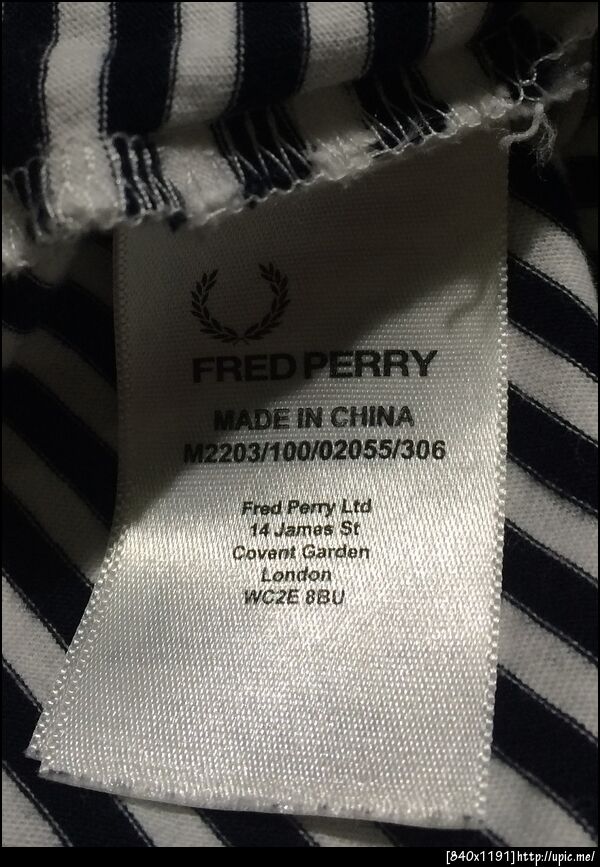 FRED PERRY
MADE IN CHINA
M2203/100/02055/306
Fred Perry Ltd
14 James St
Covent Garden
London
WC2E 8BU
[840x1191]http://upic.me/